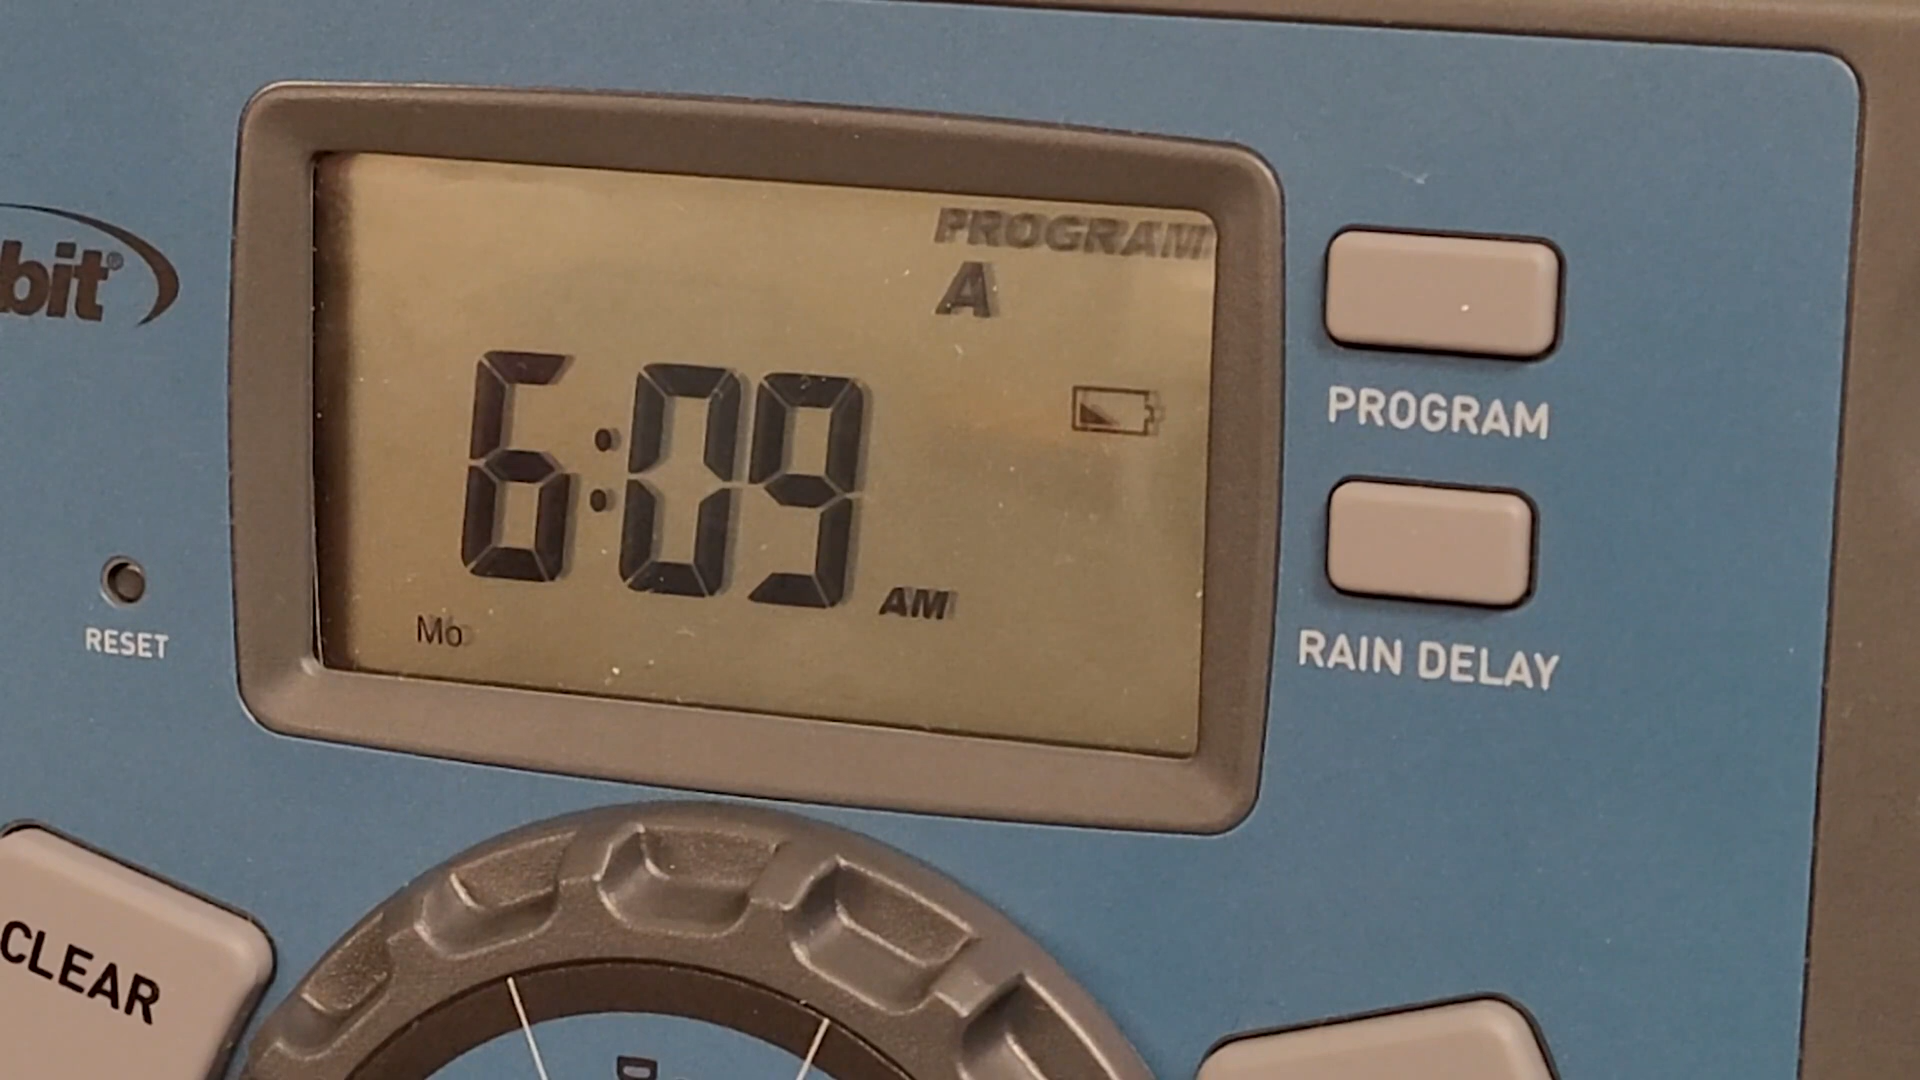 bit®
PROGRAM
A
6:09 AM
Mo
PROGRAM
RAIN DELAY
RESET
CLEAR